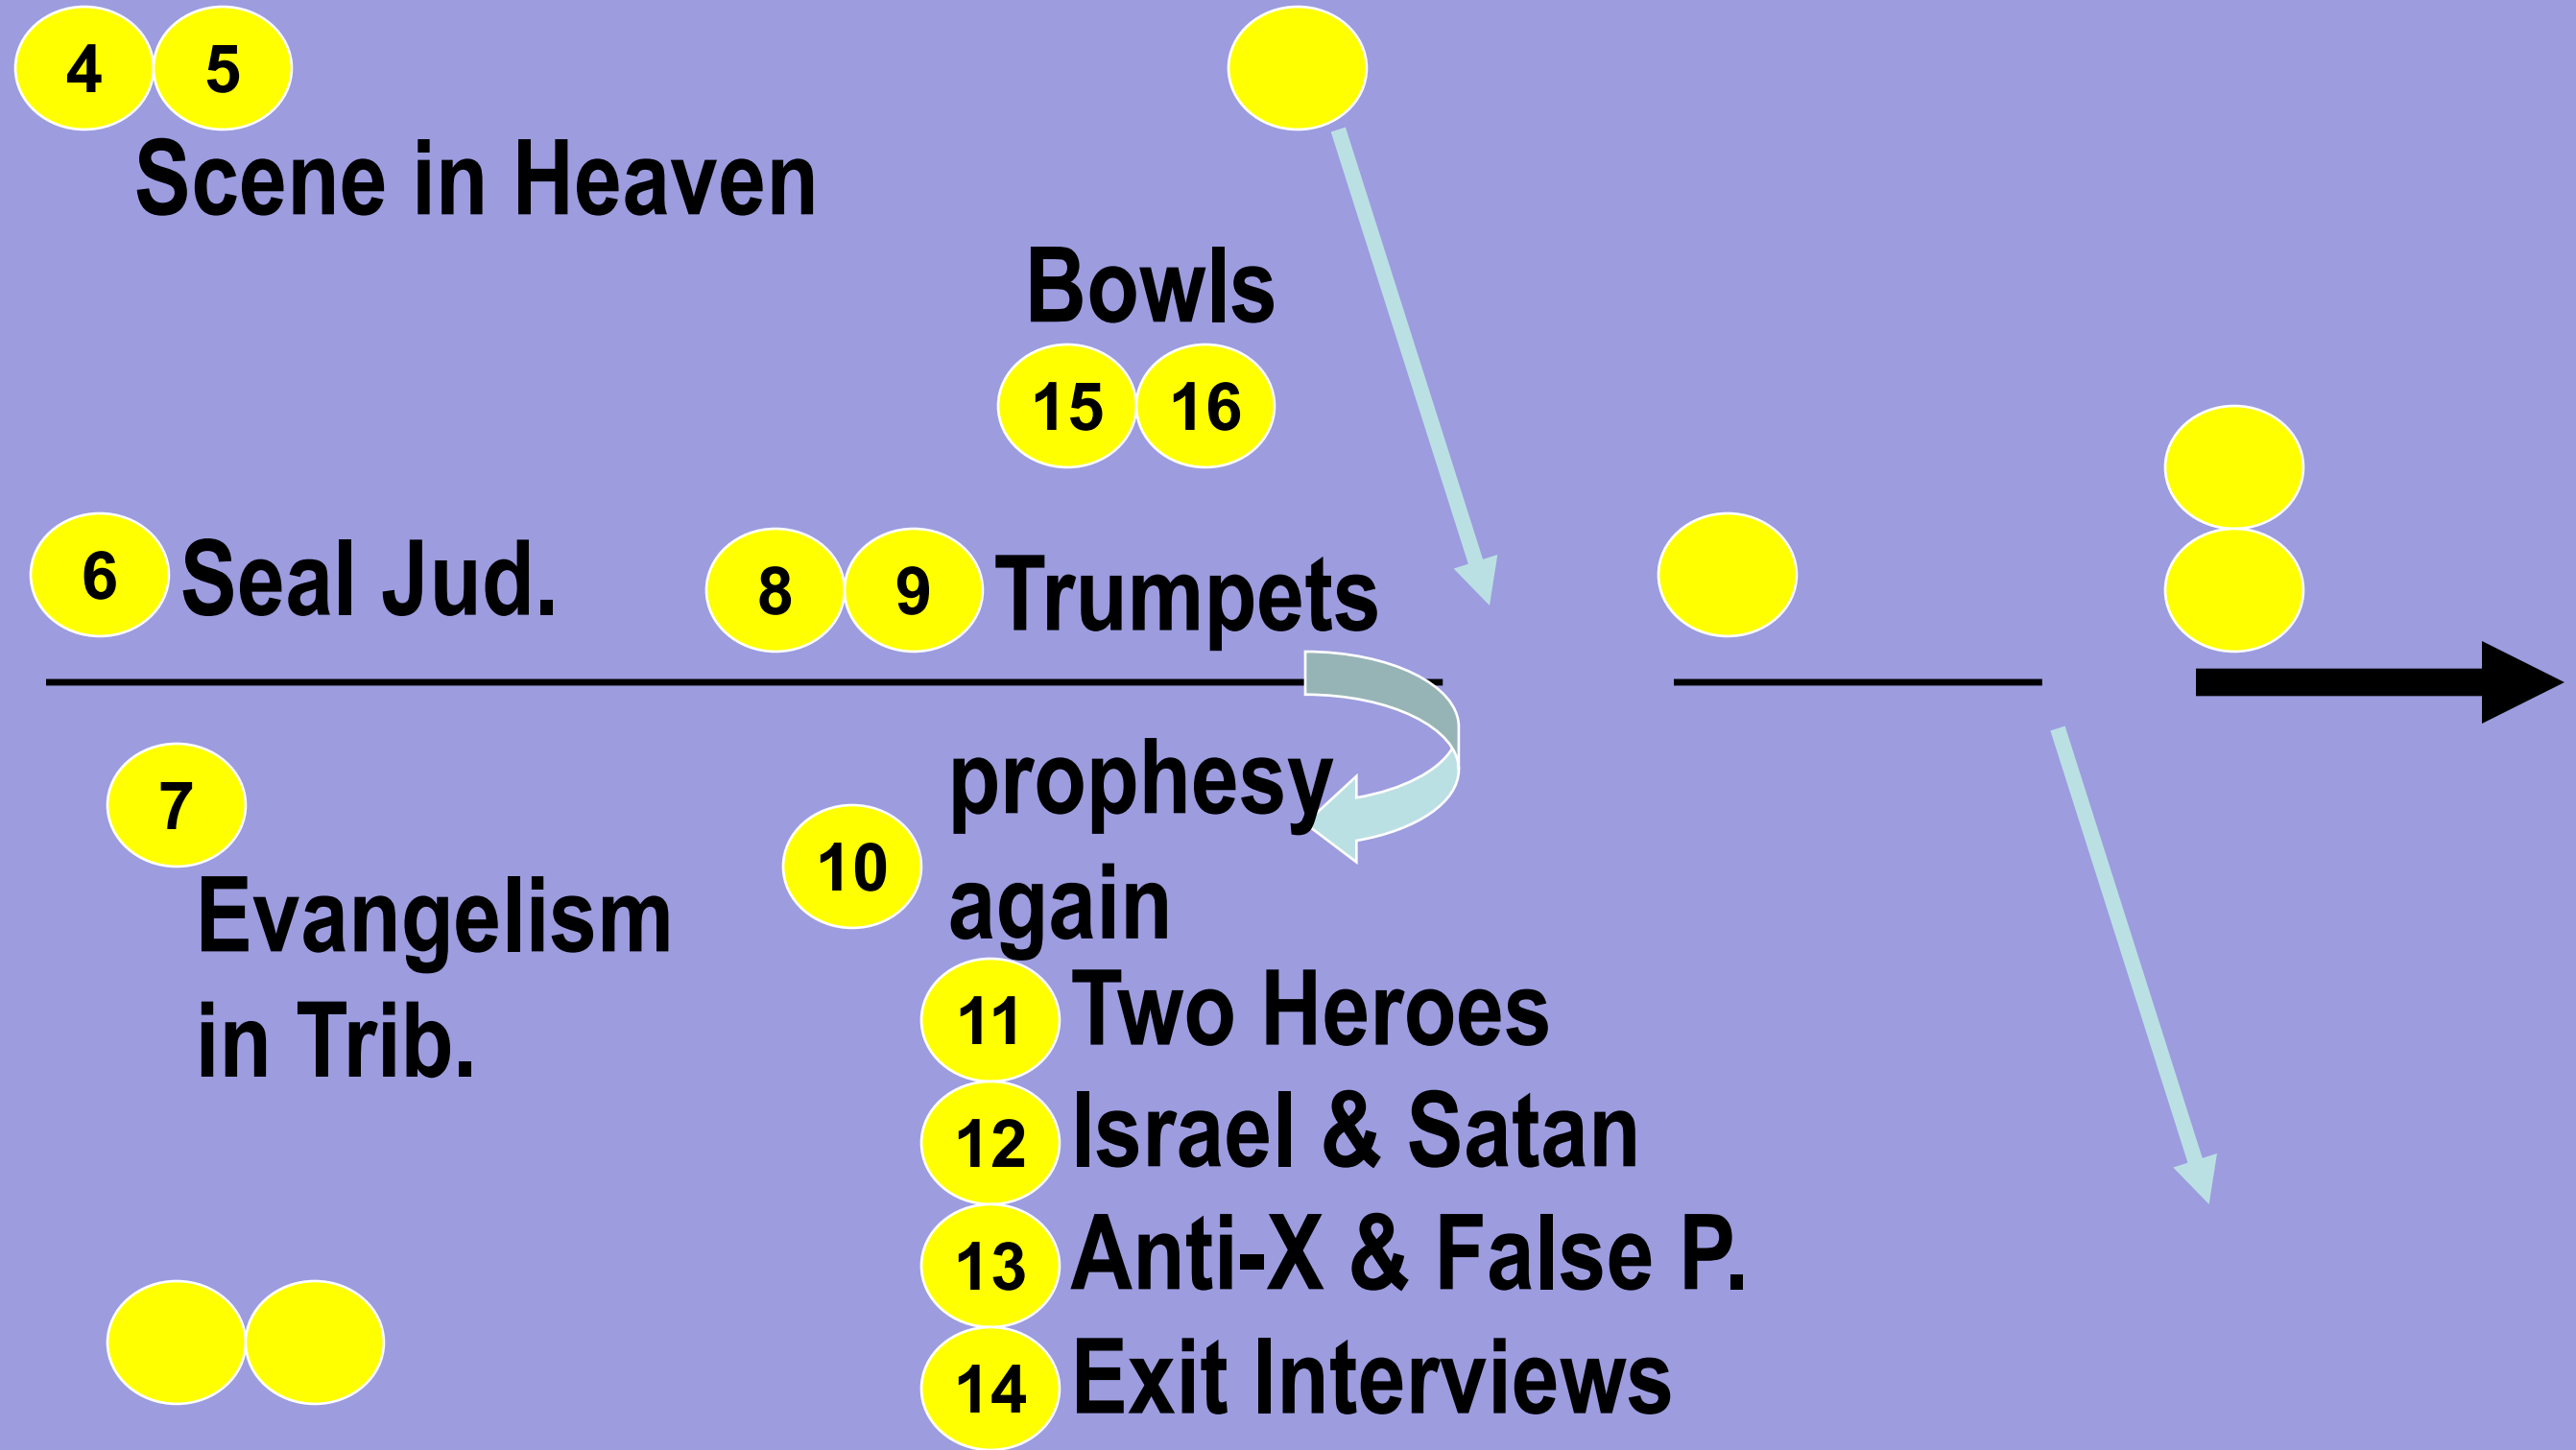 4 5
Scene in Heaven
Bowls
15 16
6 Seal Jud.
8 9 Trumpets
7
Evangelism
in Trib.
10
prophesy
again
11 Two Heroes
12 Israel & Satan
13 Anti-X & False P.
14 Exit Interviews